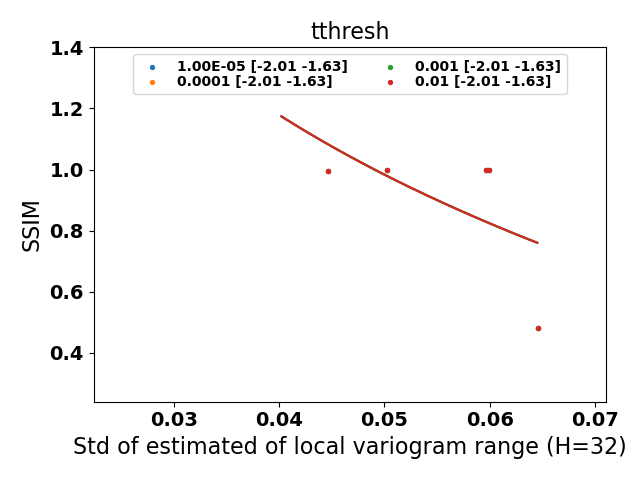 tthresh
1.00E-05 [-2.01 -1.63]
0.0001 [-2.01 -1.63]
0.001 [-2.01 -1.63]
0.01 [-2.01 -1.63]
1.4
1.2
1.0
0.8
0.6
0.4
SSIM
0.03
0.04
0.05
0.06
0.07
Std of estimated of local variogram range (H=32)